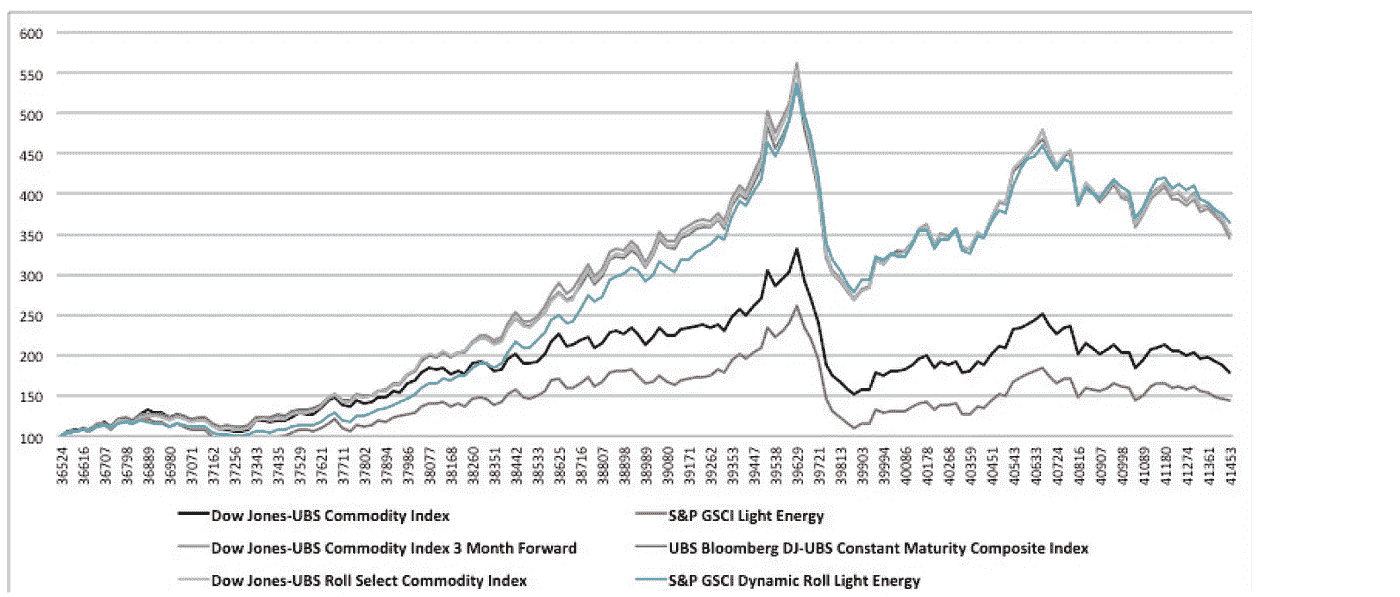 600
550
500
450
400
350
300
250
200
150
100
36524 36616 36707 36798 36889 36980 37071 37162 37256 37343 37435 37529 37621 37711 37802 37894 37986 38077 38168 38260 38351 38442 38533 38625 38716 38807 38898 38989 39080 39171 39262 39353 39447 39538 39629 39721 39813 39903 39994 40086 40178 40268 40359 40451 40543 40633 40724 40816 40907 40998 41089 41180 41274 41361 41453
Dow Jones-UBS Commodity Index S&P GSCI Light Energy
Dow Jones-UBS Commodity Index 3 Month Forward UBS Bloomberg DJ-UBS Constant Maturity Composite Index
Dow Jones-UBS Roll Select Commodity Index S&P GSCI Dynamic Roll Light Energy